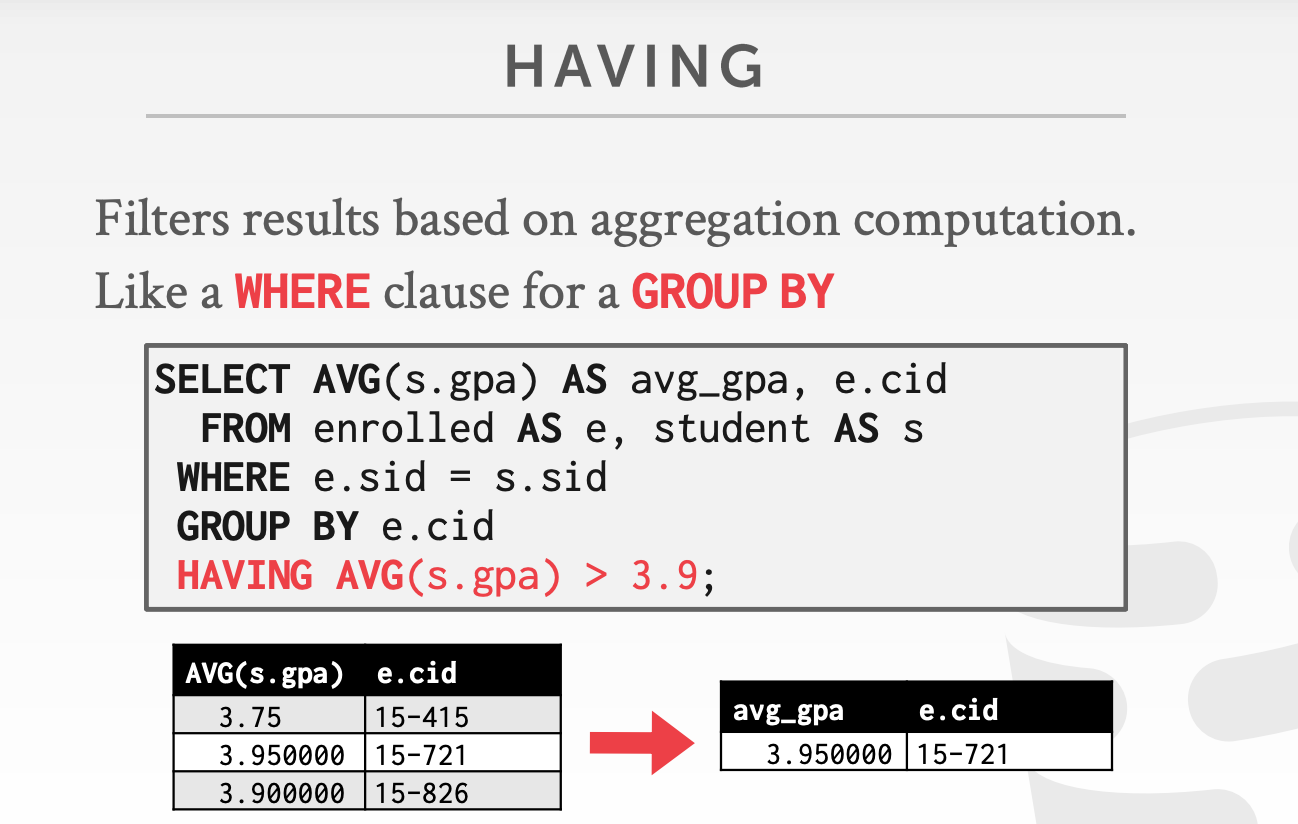 HAVING
Filters results based on aggregation computation.
Like a WHERE clause for a GROUP BY
SELECT AVG(s.gpa) AS avg_gpa, e.cid
FROM enrolled AS e, student AS s
WHERE e.sid = s.sid
GROUP BY e.cid
HAVING AVG(s.gpa) > 3.9;
AVG(s.gpa) e.cid
3.75 15-415
3.950000 15-721
3.900000 15-826
avg_gpa e.cid
3.950000 15-721